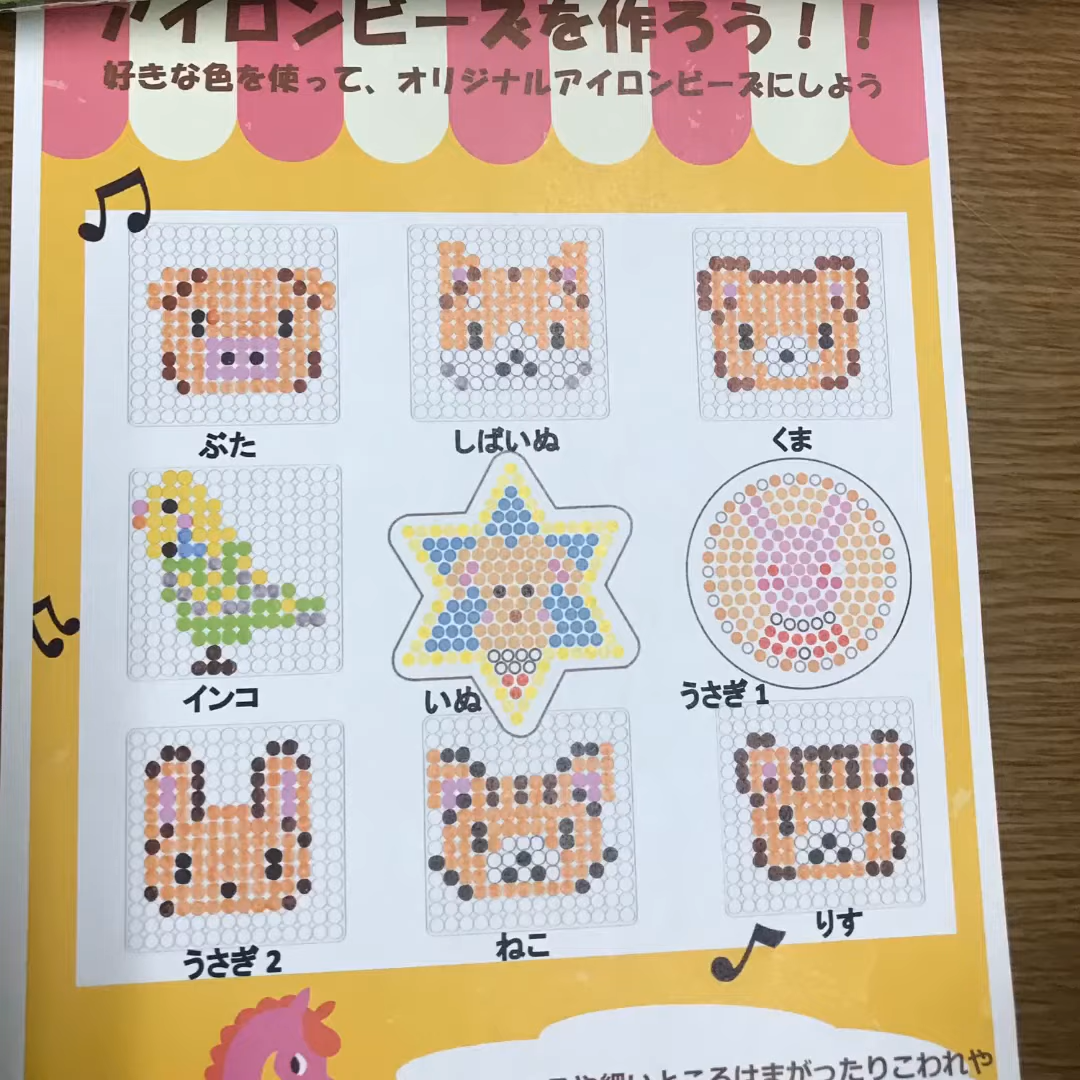 アイロンビーズを作ろう！！
好きな色を使って、オリジナルアイロンビーズにしよう
ぶた
しばいぬ
くま
インコ
いぬ
うさぎ 1
うさぎ 2
ねこ
りす
細いところはまがったりこわれや